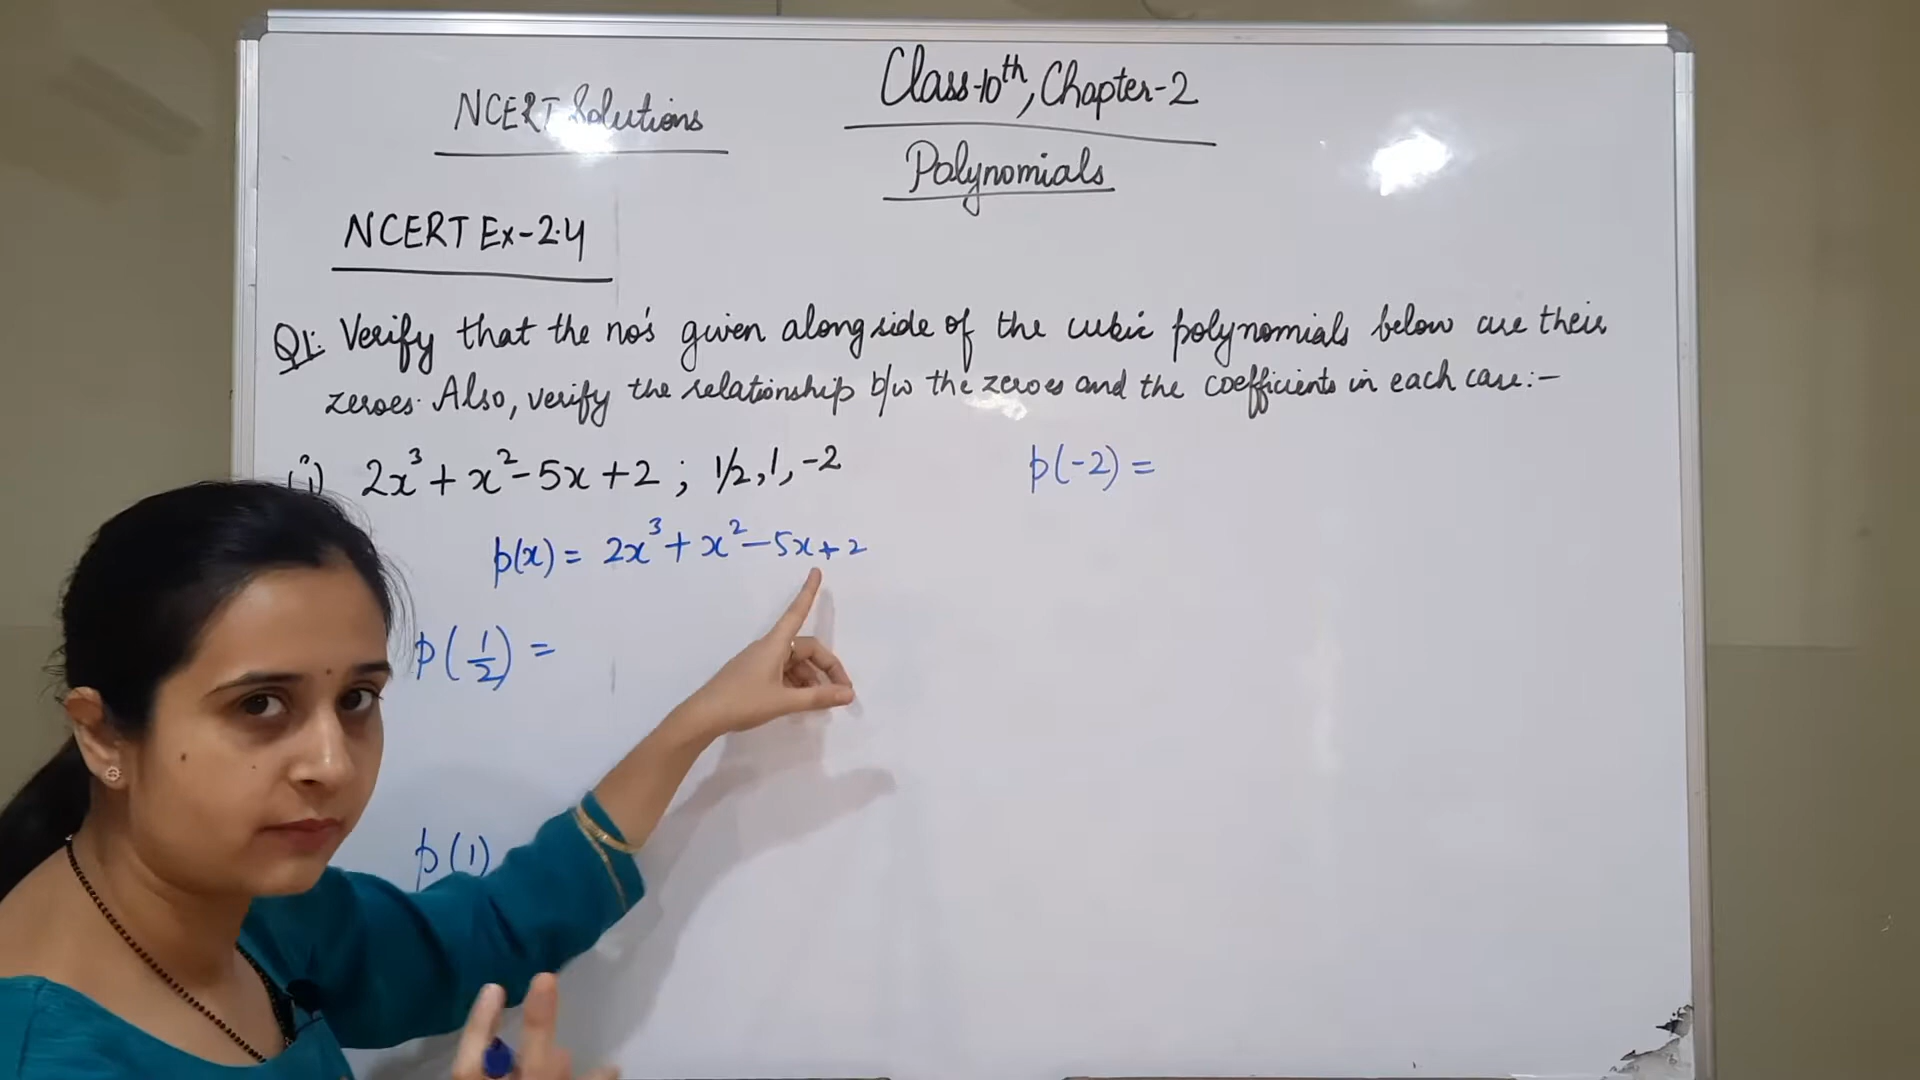 NCERT Solutions
Class-10th, Chapter-2
Polynomials
NCERT Ex-2.4
Q1: Verify that the no's given alongside of the cubic polynomials below are their
zeroes. Also, verify the relationship b/w the zeroes and the coefficients in each case:-
(i) 2x³ + x² - 5x + 2 ; 1/2, 1, -2
p(x) = 2x³ + x² - 5x + 2
p(1/2) =
p(1)
p(-2) =